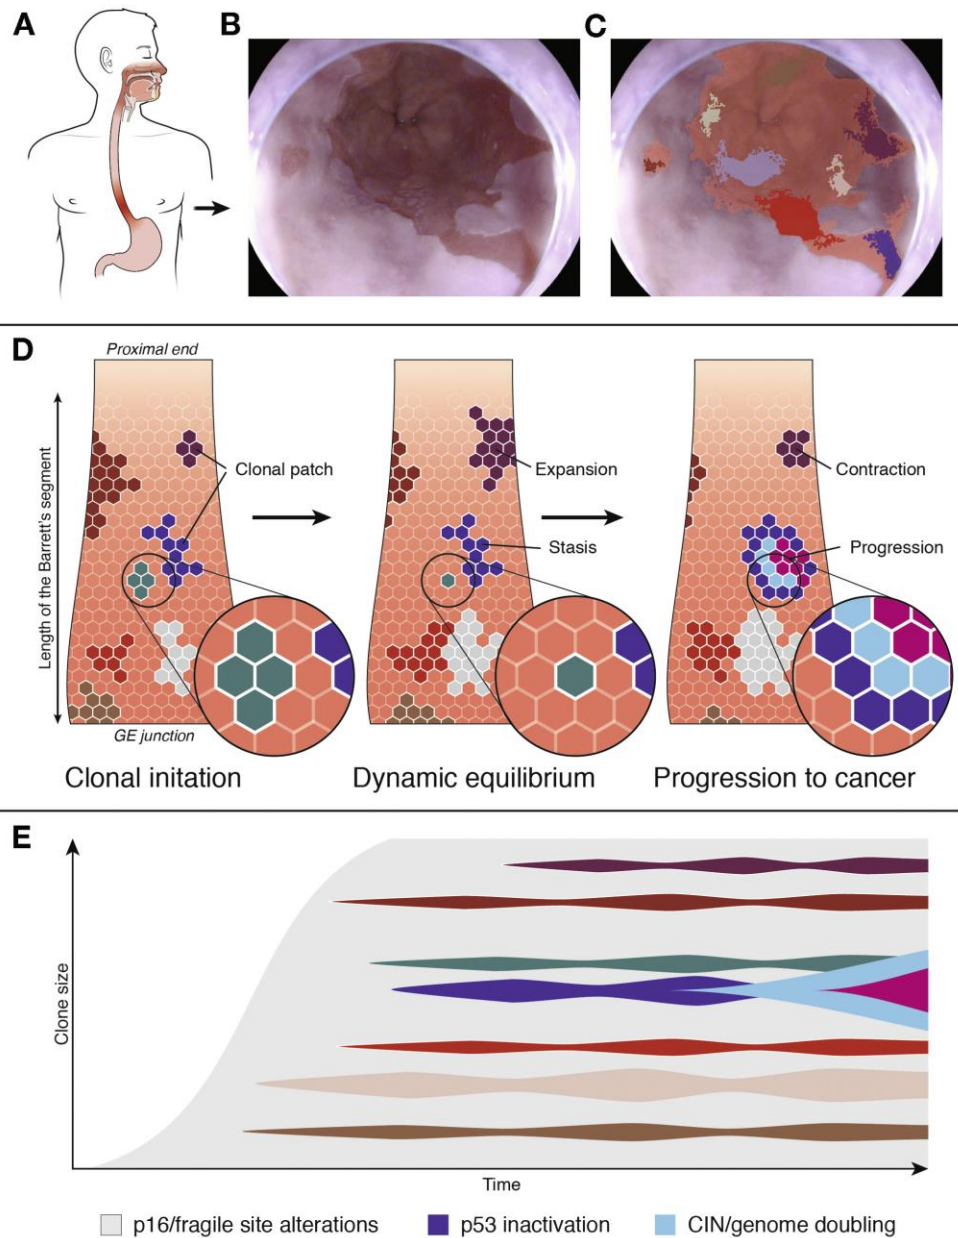 A
B
C
D
Proximal end
Length of the Barrett's segment
Clonal patch
Expansion
Stasis
Contraction
Progression
GE junction
Clonal initation
Dynamic equilibrium
Progression to cancer
E
Clone size
Time
p16/fragile site alterations
p53 inactivation
CIN/genome doubling